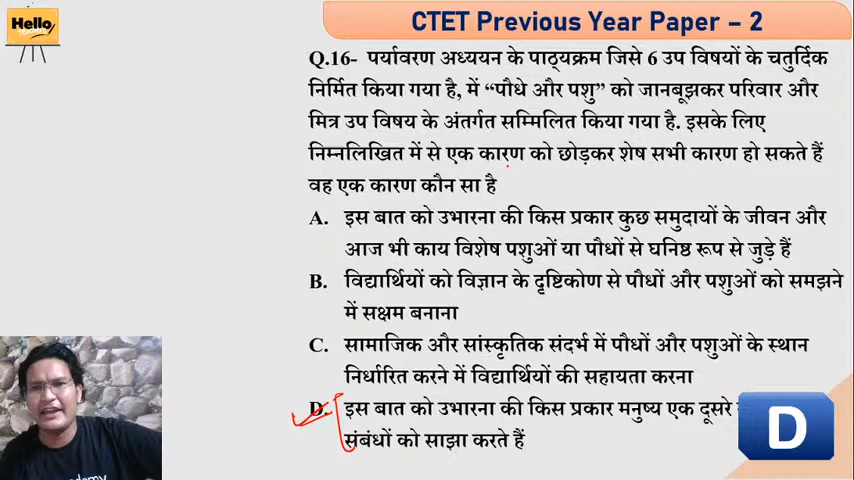 Hello
CTET Previous Year Paper – 2
Q.16- पर्यावरण अध्ययन के पाठ्यक्रम जिसे 6 उप विषयों के चतुर्दिक
निर्मित किया गया है, में “पौधे और पशु” को जानबूझकर परिवार और
मित्र उप विषय के अंतर्गत सम्मिलित किया गया है. इसके लिए
निम्नलिखित में से एक कारण को छोड़कर शेष सभी कारण हो सकते हैं
वह एक कारण कौन सा है
A. इस बात को उभारना की किस प्रकार कुछ समुदायों के जीवन और
आज भी काय विशेष पशुओं या पौधों से घनिष्ठ रूप से जुड़े हैं
B. विद्यार्थियों को विज्ञान के दृष्टिकोण से पौधों और पशुओं को समझने
में सक्षम बनाना
C. सामाजिक और सांस्कृतिक संदर्भ में पौधों और पशुओं के स्थान
निर्धारित करने में विद्यार्थियों की सहायता करना
D. इस बात को उभारना की किस प्रकार मनुष्य एक दूसरे
संबंधों को साझा करते हैं
D